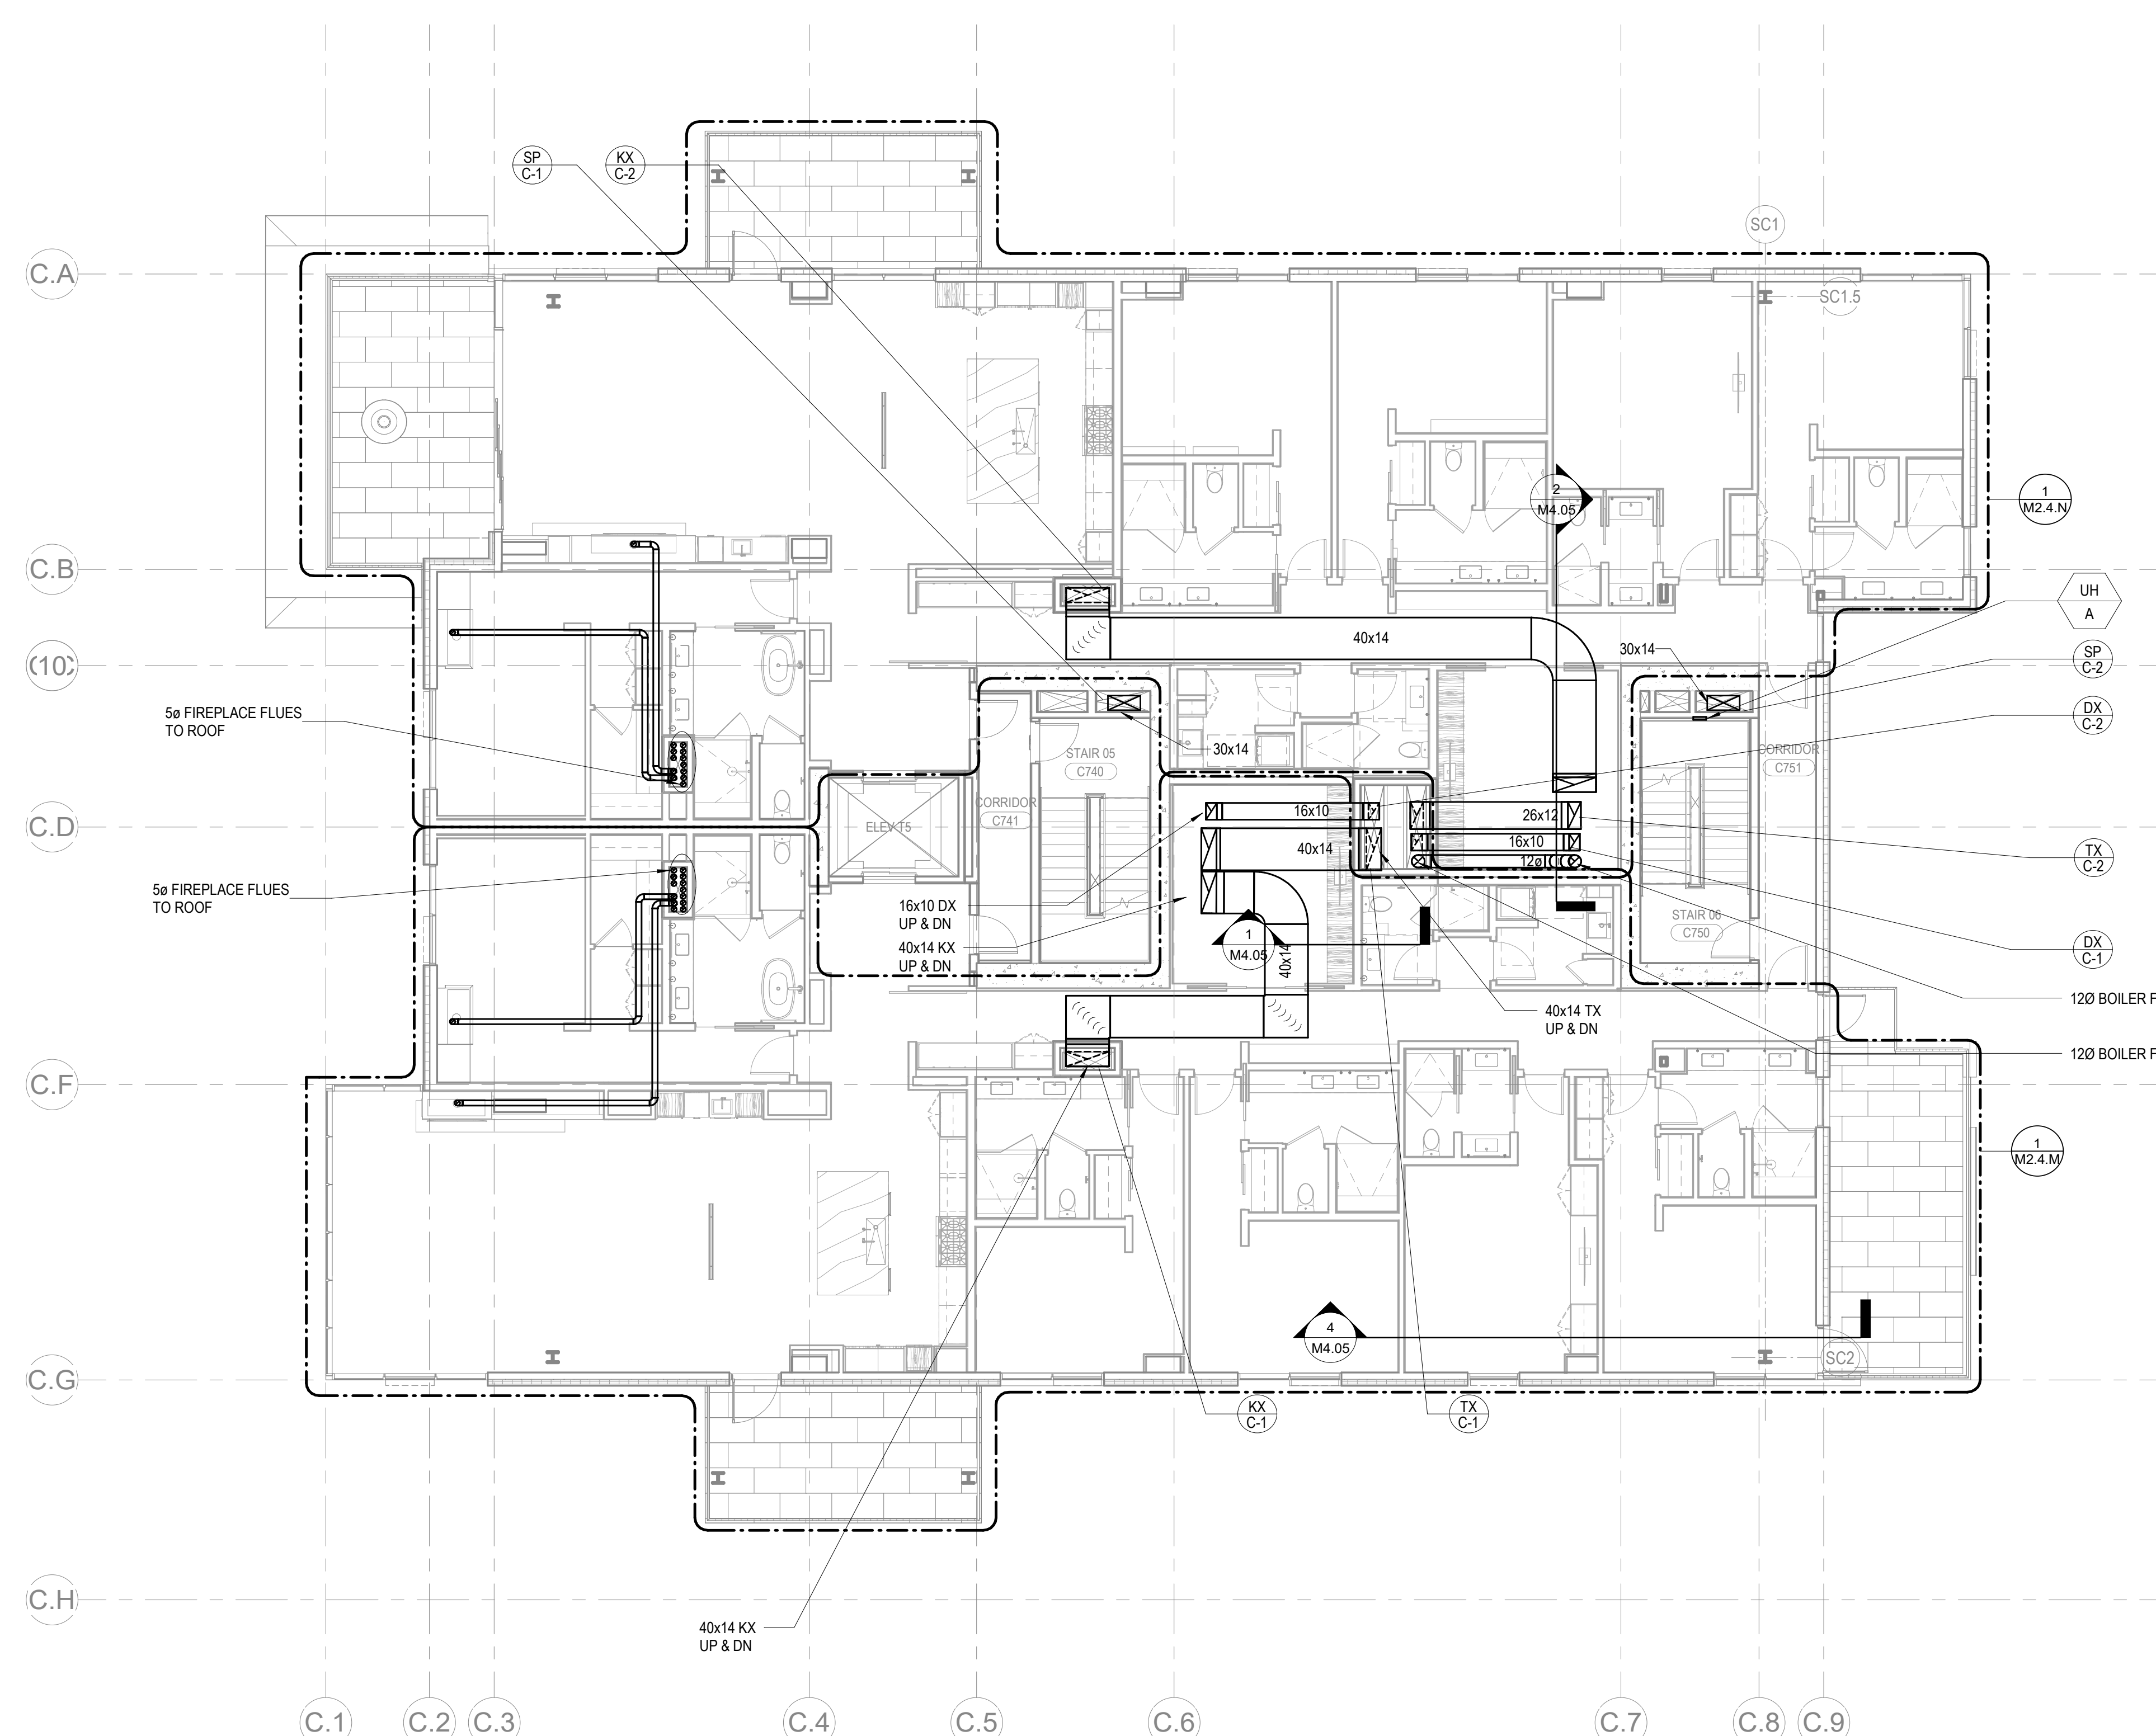 SP
C-1
KX
C-2
SC1
C.A
SC1.5
2
M4.05
1
M2.4.N
C.B
UH
A
40x14
30x14
SP
C-2
5ø FIREPLACE FLUES
TO ROOF
DX
C-2
30x14
STAIR 05
C740
CORRIDOR
C751
CORRIDOR
C741
16x10
26x12
C.D
ELEV T5
16x10
40x14
12ø
TX
C-2
5ø FIREPLACE FLUES
TO ROOF
16x10 DX
UP & DN
STAIR 06
C750
1
M4.05
40x14 KX
UP & DN
40x14
DX
C-1
12Ø BOILER F
40x14 TX
UP & DN
12Ø BOILER F
C.F
1
M2.4.M
4
M4.05
SC2
C.G
KX
C-1
TX
C-1
C.H
40x14 KX
UP & DN
C.1
C.2
C.3
C.4
C.5
C.6
C.7
C.8
C.9